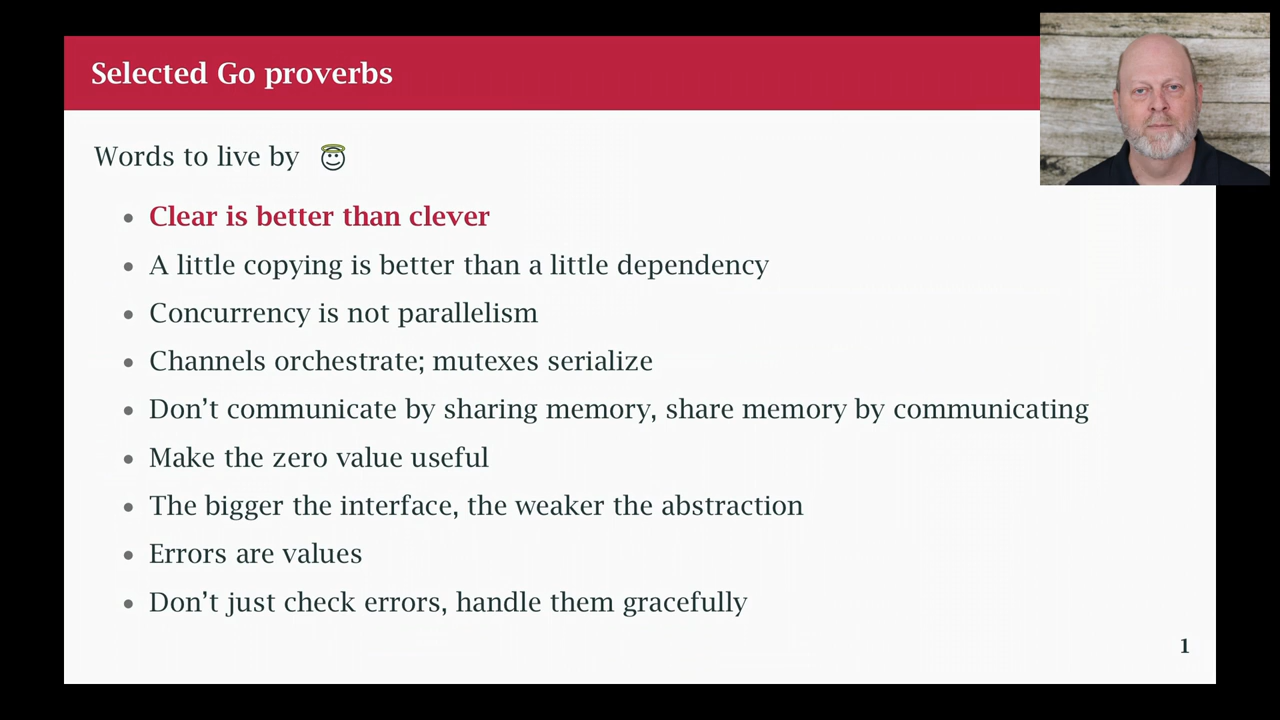 Selected Go proverbs
Words to live by
Clear is better than clever
A little copying is better than a little dependency
Concurrency is not parallelism
Channels orchestrate; mutexes serialize
Don’t communicate by sharing memory, share memory by communicating
Make the zero value useful
The bigger the interface, the weaker the abstraction
Errors are values
Don’t just check errors, handle them gracefully
1